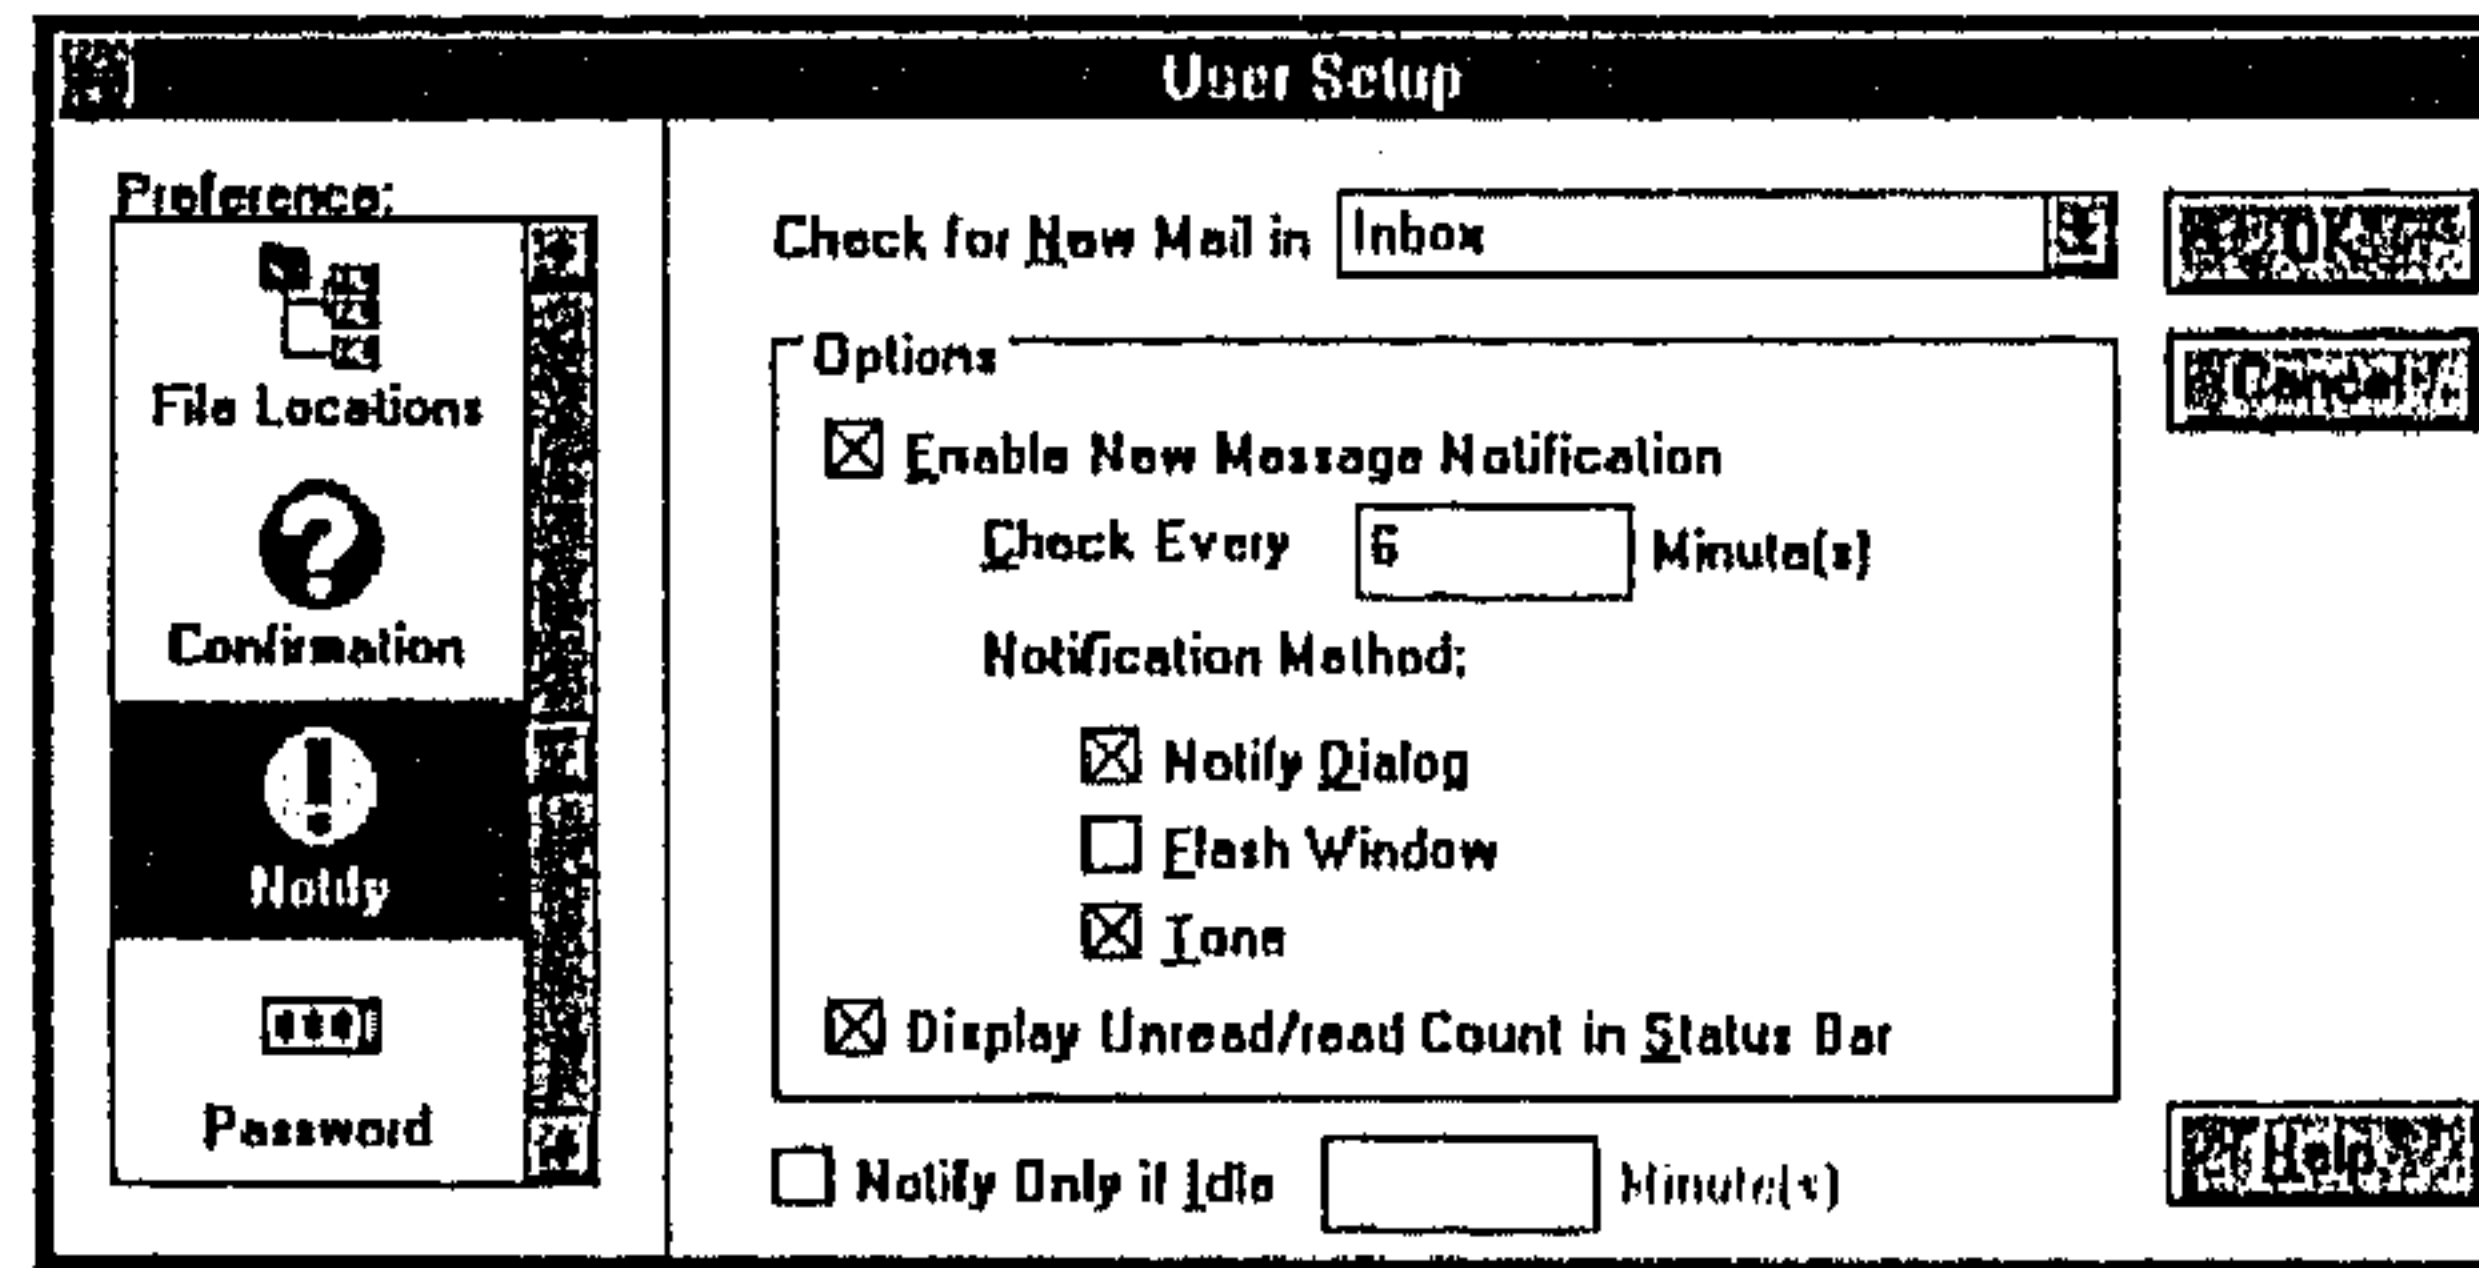 User Setup
Preference:
File Locations
Confirmation
Notify
Password
Check for New Mail in Inbox
Options
Enable New Message Notification
Check Every 6 Minute(s)
Notification Method:
Notify Dialog
Flash Window
Tone
Display Unread/read Count in Status Bar
Notify Only if Idle Minute(s)
OK
Cancel
Help